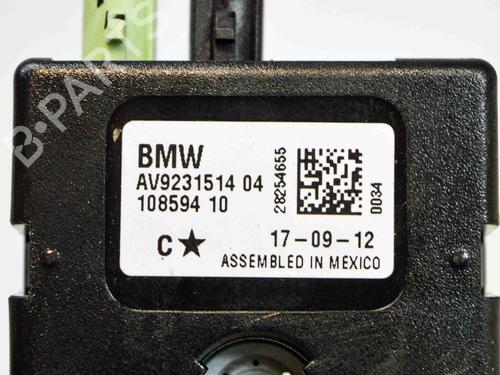 B-PARTS
BMW
AV9231514 04
108594 10
28254655
0034
C★ 17-09-12
ASSEMBLED IN MEXICO